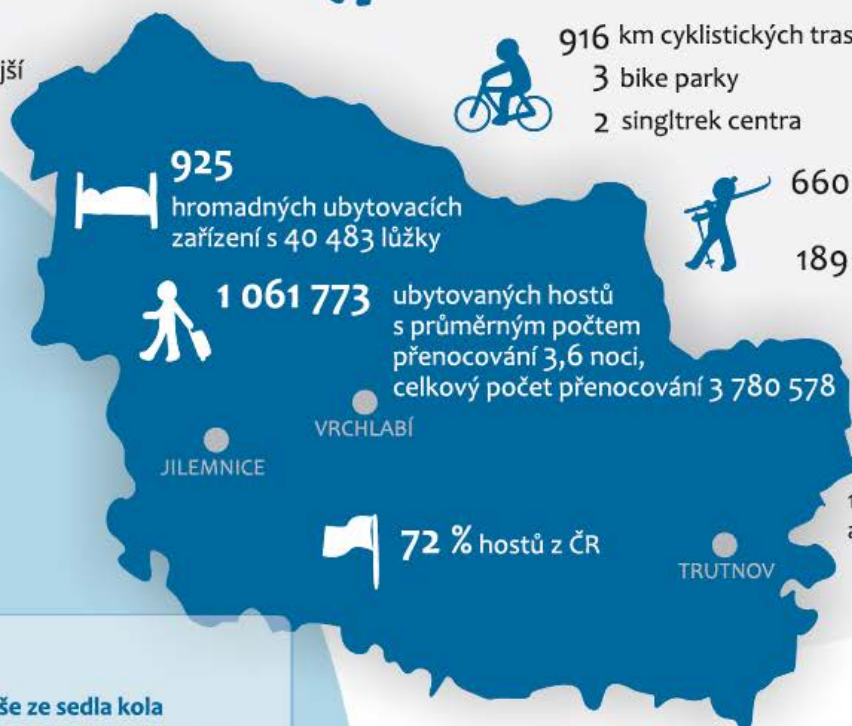 916 km cyklistických tras
jší
3 bike parky
2 singltrek centra
925
hromadných ubytovacích
zařízení s 40 483 lůžky
660
189
1 061 773 ubytovaných hostů
s průměrným počtem
přenocování 3,6 noci,
celkový počet přenocování 3 780 578
VRCHLABÍ
JILEMNICE
72 % hostů z ČR
TRUTNOV
še ze sedla kola